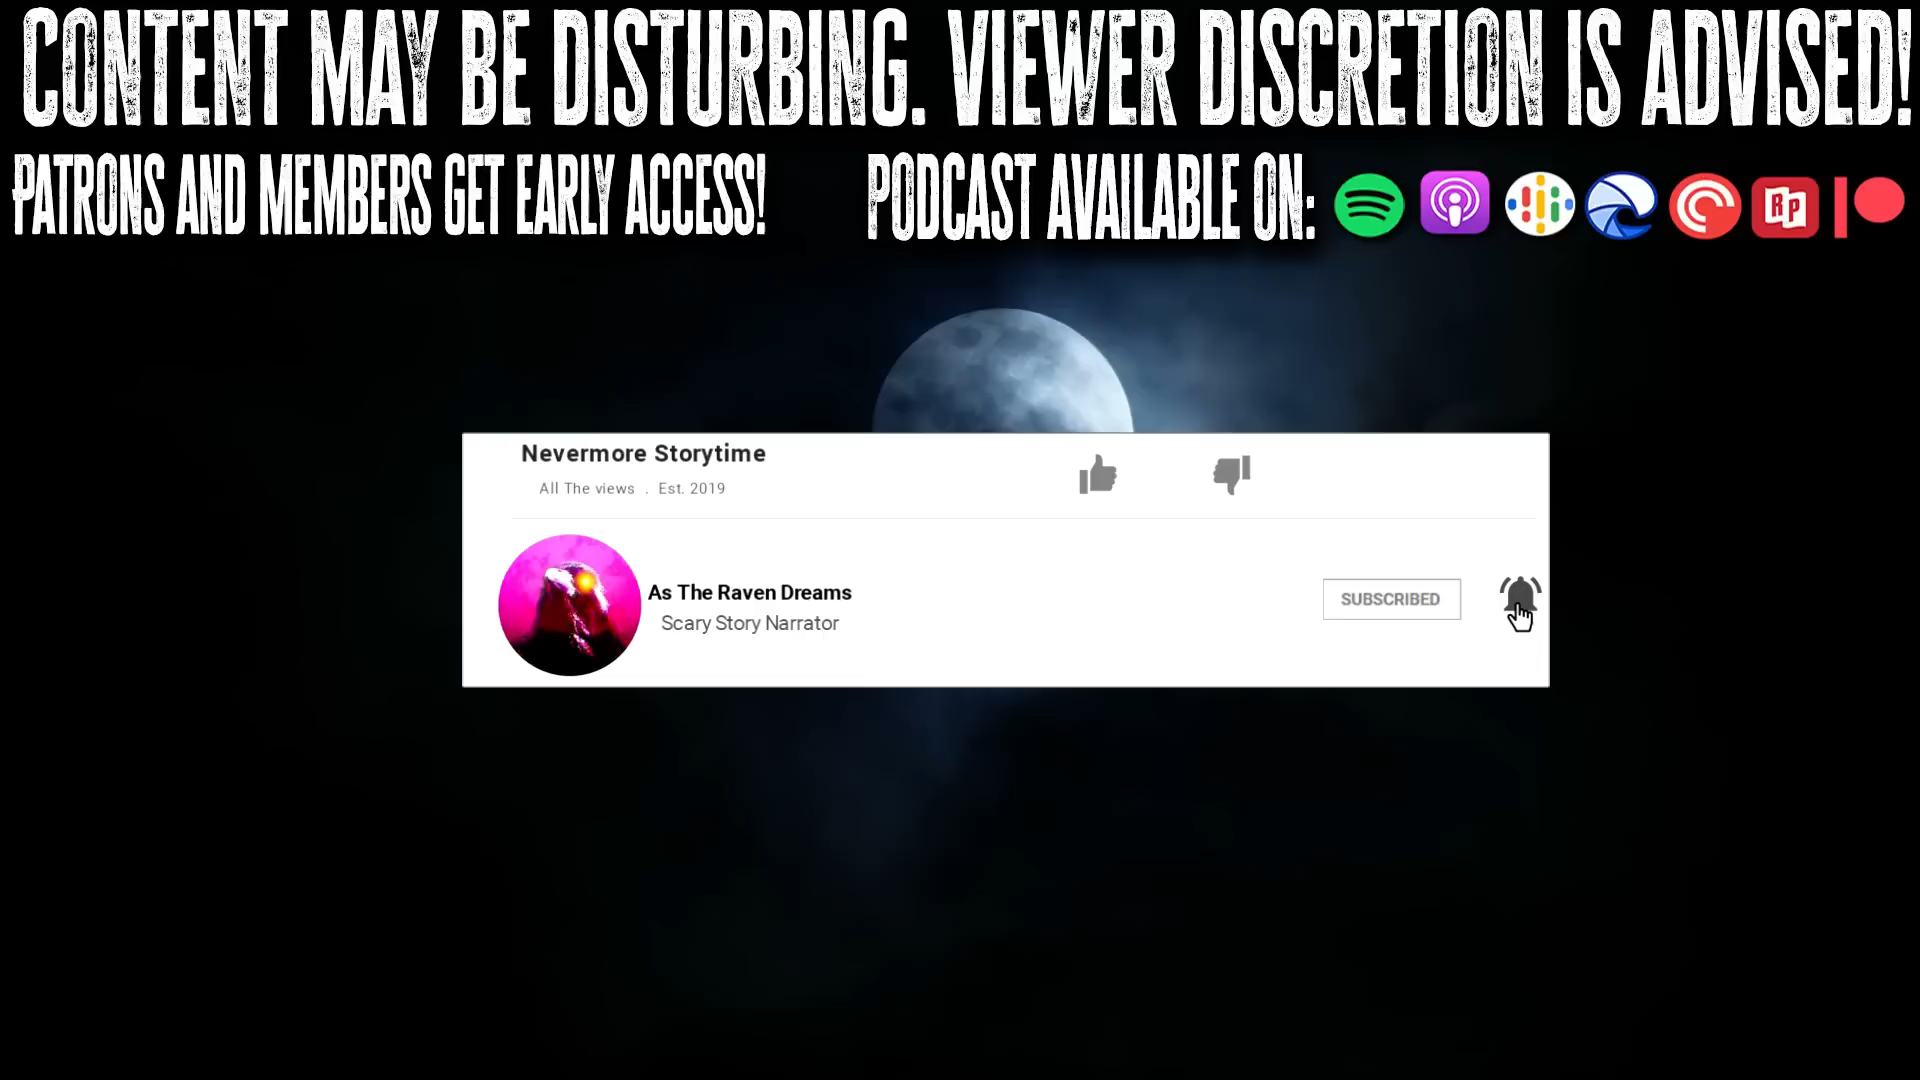 CONTENT MAY BE DISTURBING. VIEWER DISCRETION IS ADVISED!
PATRONS AND MEMBERS GET EARLY ACCESS!
PODCAST AVAILABLE ON:
RP
Nevermore Storytime
All The views . Est. 2019
As The Raven Dreams
Scary Story Narrator
SUBSCRIBED